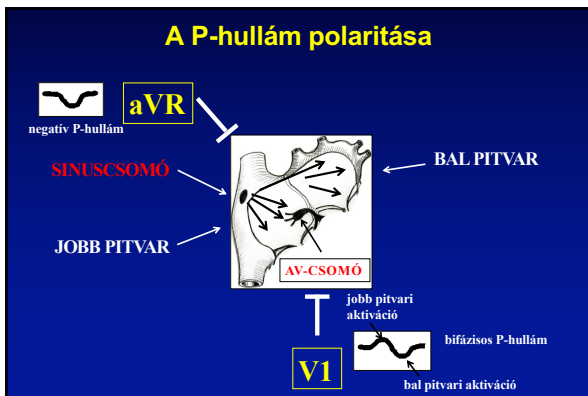 A P-hullám polaritása
aVR
negatív P-hullám
SINUSCSOMÓ
BAL PITVAR
JOBB PITVAR
AV-CSOMÓ
jobb pitvari
aktiváció
bifázisos P-hullám
V1
bal pitvari aktiváció